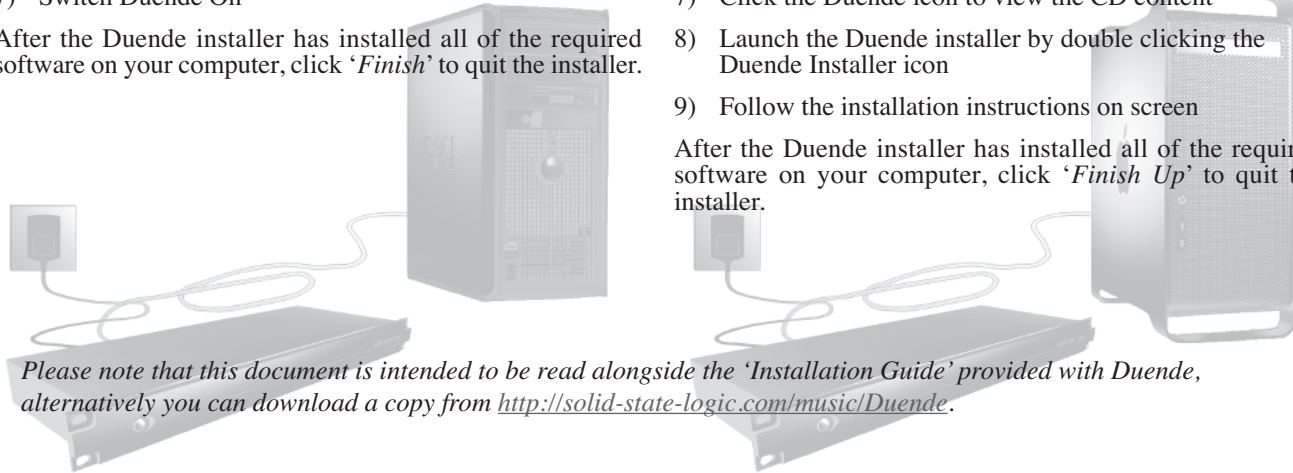 7) Switch Duende On
After the Duende installer has installed all of the required
software on your computer, click ‘Finish’ to quit the installer.
7) Click the Duende icon to view the CD content
8) Launch the Duende installer by double clicking the
Duende Installer icon
9) Follow the installation instructions on screen
After the Duende installer has installed all of the requir
software on your computer, click ‘Finish Up’ to quit t
installer.
Please note that this document is intended to be read alongside the ‘Installation Guide’ provided with Duende,
alternatively you can download a copy from http://solid-state-logic.com/music/Duende.